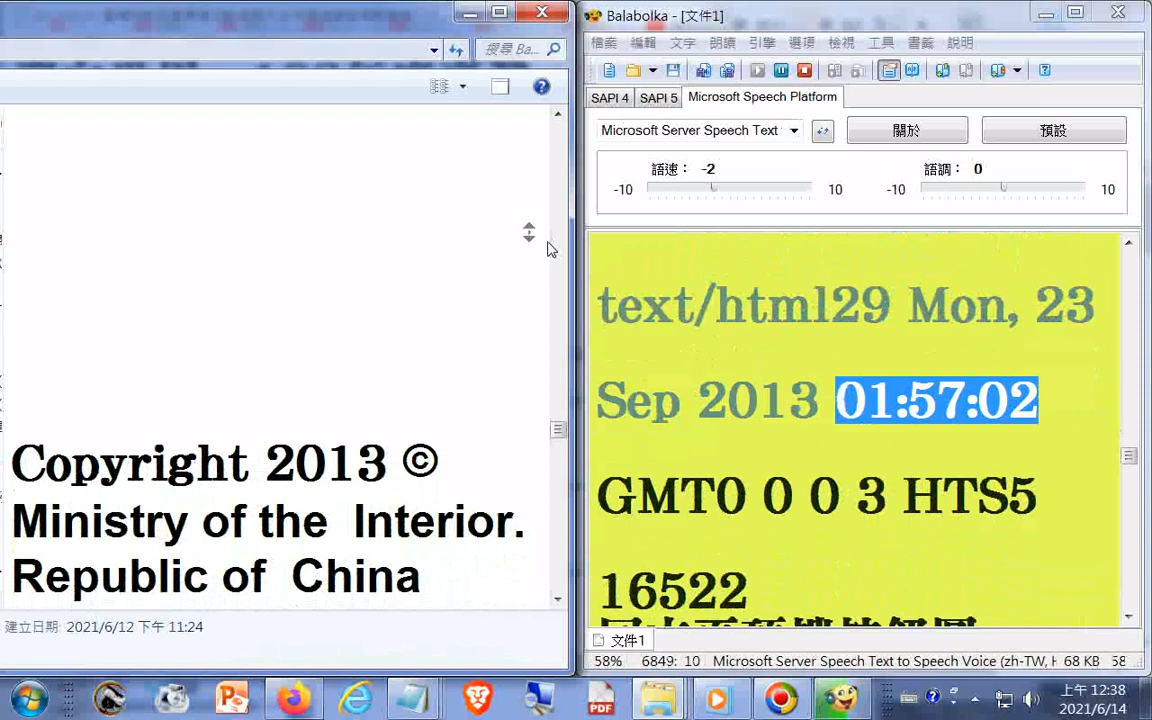 搜尋 Ba...
Copyright 2013 ©
Ministry of the Interior.
Republic of China
建立日期: 2021/6/12 下午 11:24
Balabolka - [文件1]
檔案 編輯 文字 朗讀 引擎 選項 檢視 工具 書籤 說明
SAPI 4 SAPI 5 Microsoft Speech Platform
Microsoft Server Speech Text 關於 預設
語速： -2 語調： 0
-10 10 -10 10
text/html29 Mon, 23
Sep 2013 01:57:02
GMT0 0 0 3 HTS5
16522
文件1
58% 6849: 10 Microsoft Server Speech Text to Speech Voice (zh-TW, H 68 KB 58
PDF
上午 12:38
2021/6/14